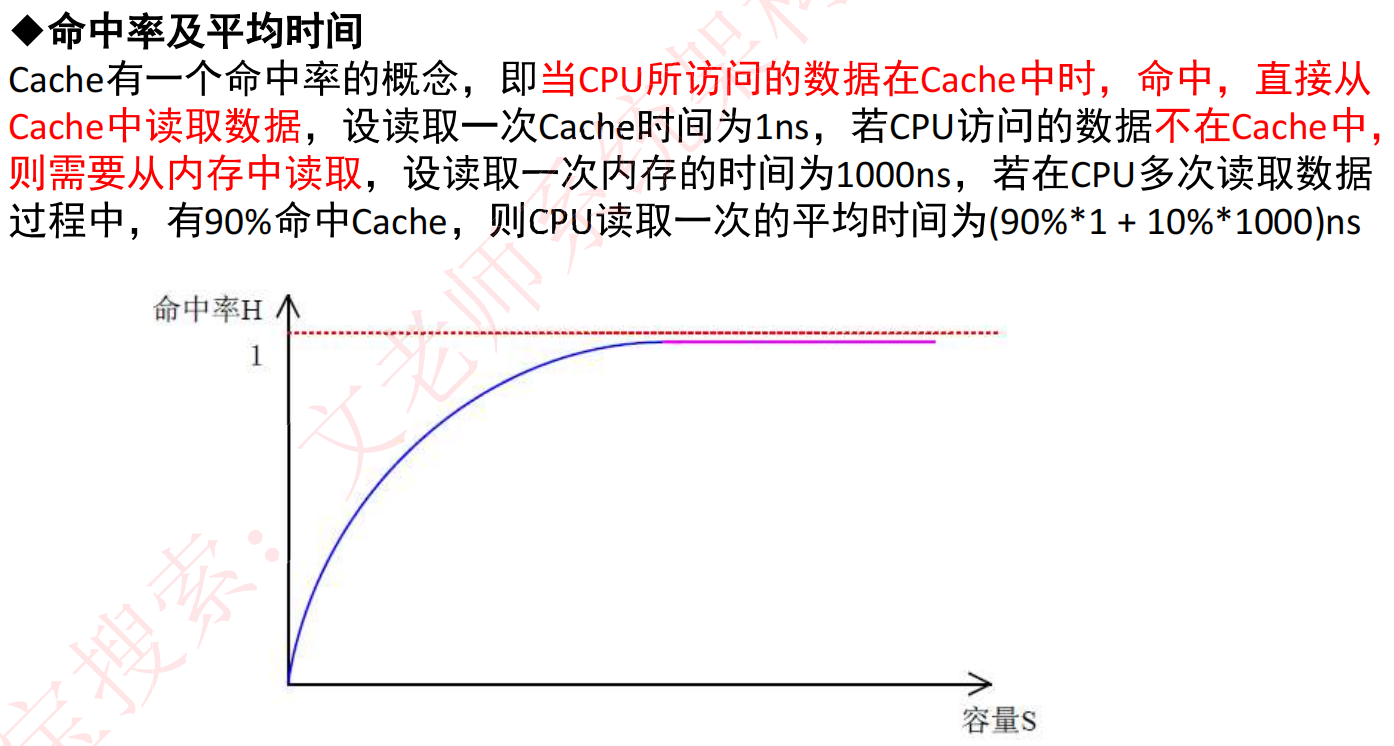 ◆命中率及平均时间
Cache有一个命中率的概念，即当CPU所访问的数据在Cache中时，命中，直接从
Cache中读取数据，设读取一次Cache时间为1ns，若CPU访问的数据不在Cache中，
则需要从内存中读取，设读取一次内存的时间为1000ns，若在CPU多次读取数据
过程中，有90%命中Cache，则CPU读取一次的平均时间为(90%*1 + 10%*1000)ns
命中率H
1
容量S
宝搜索：文老师系统架构